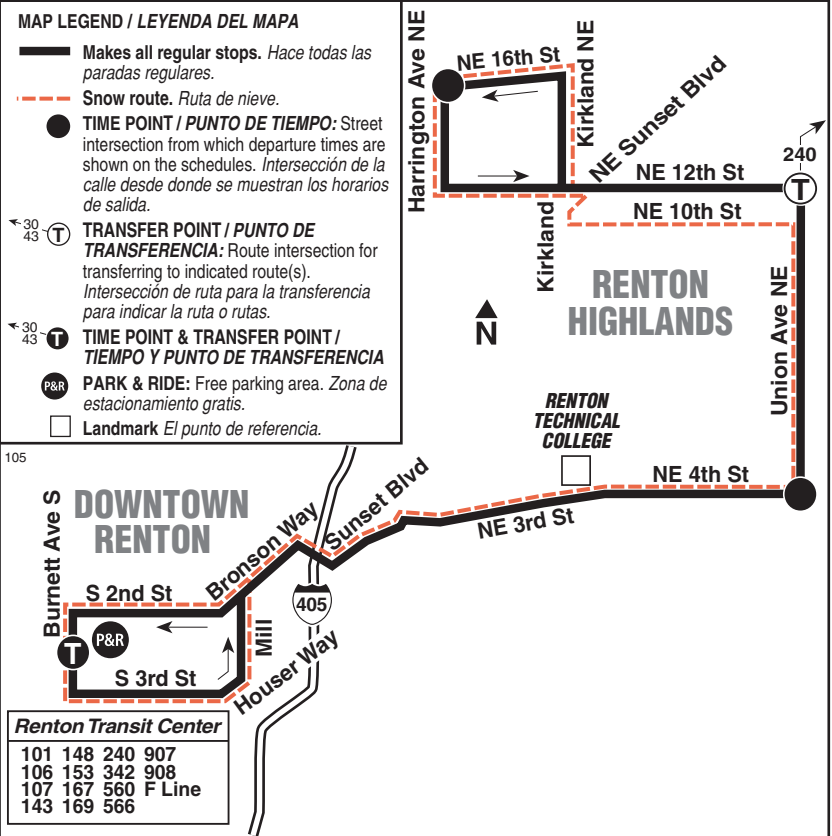 MAP LEGEND / LEYENDA DEL MAPA
Makes all regular stops. Hace todas las
paradas regulares.
Snow route. Ruta de nieve.
TIME POINT / PUNTO DE TIEMPO: Street
intersection from which departure times are
shown on the schedules. Intersección de la
calle desde donde se muestran los horarios
de salida.
30
43 T
TRANSFER POINT / PUNTO DE
TRANSFERENCIA: Route intersection for
transferring to indicated route(s).
Intersección de ruta para la transferencia
para indicar la ruta o rutas.
30
43 T
TIME POINT & TRANSFER POINT /
TIEMPO Y PUNTO DE TRANSFERENCIA
P&R
PARK & RIDE: Free parking area. Zona de
estacionamiento gratis.
Landmark El punto de referencia.
105
Harrington Ave NE
NE 16th St
Kirkland NE
NE Sunset Blvd
240
NE 12th St
T
NE 10th St
Kirkland
RENTON
HIGHLANDS
N
Union Ave NE
RENTON
TECHNICAL
COLLEGE
NE 4th St
NE 3rd St
Sunset Blvd
Bronson Way
DOWNTOWN
RENTON
Burnett Ave S
S 2nd St
405
P&R
T
Mill
S 3rd St
Houser Way
Renton Transit Center
101 148 240 907
106 153 342 908
107 167 560 F Line
143 169 566